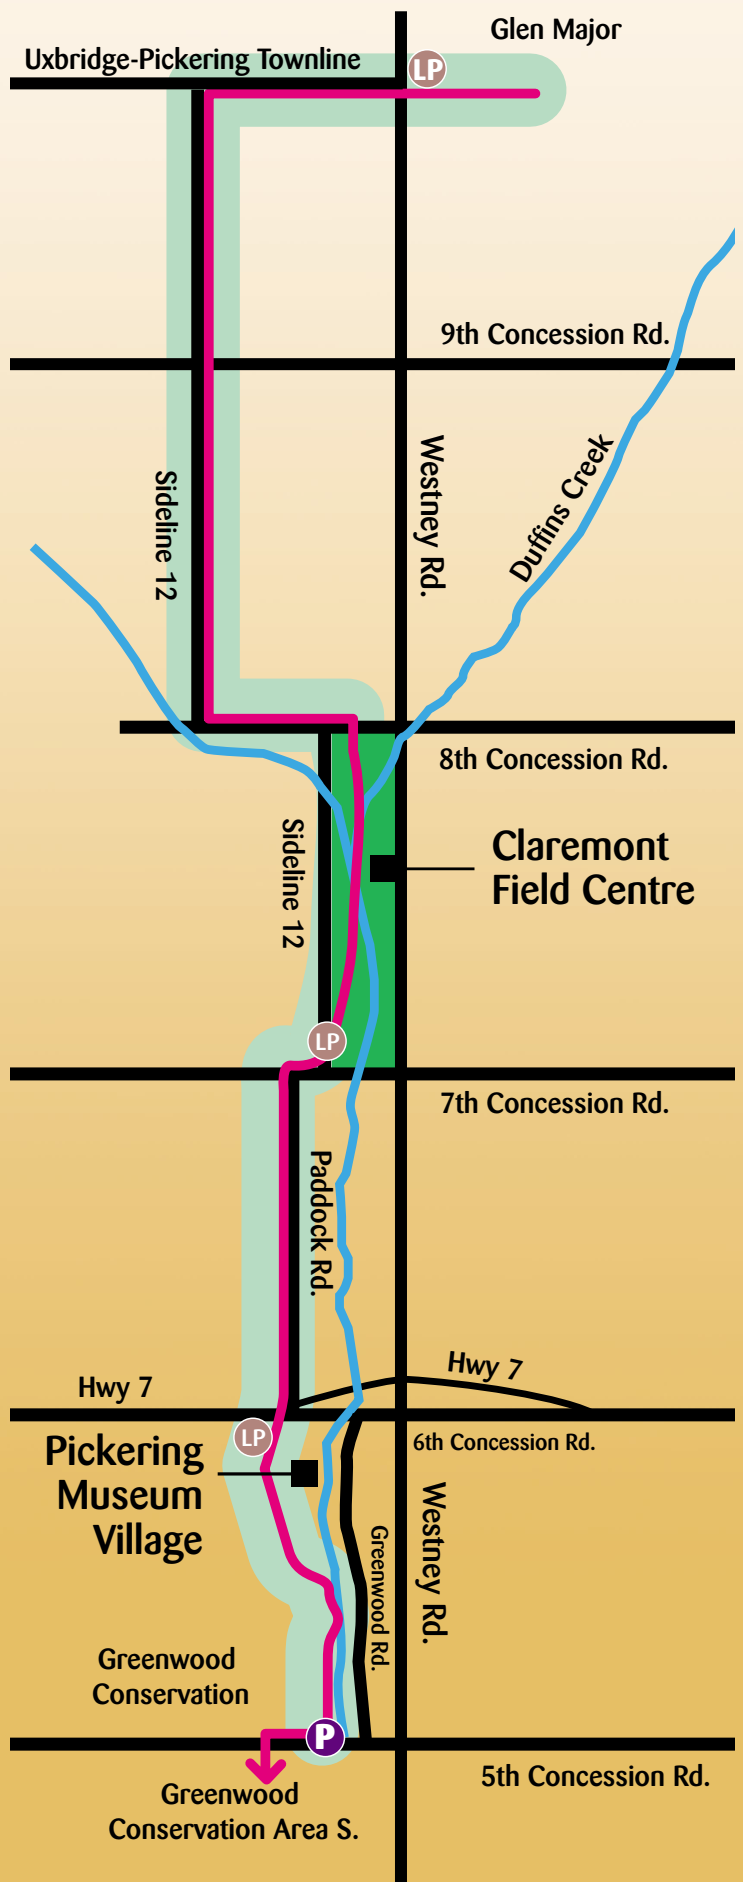 Glen Major
Uxbridge-Pickering Townline
LP
9th Concession Rd.
Westney Rd.
Duffins Creek
Sideline 12
8th Concession Rd.
Sideline 12
Claremont
Field Centre
LP
7th Concession Rd.
Paddock Rd.
Hwy 7
Hwy 7
LP
6th Concession Rd.
Pickering
Museum
Village
Westney Rd.
Greenwood Rd.
Greenwood
Conservation
P
5th Concession Rd.
Greenwood
Conservation Area S.